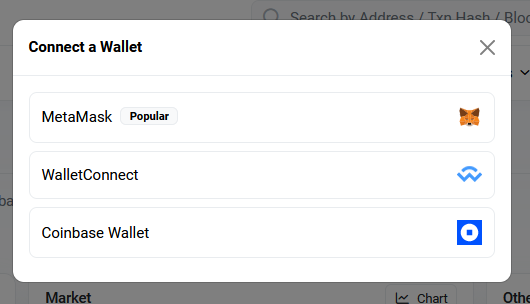 Search by Address / Txn Hash / Bloc
Connect a Wallet
MetaMask Popular
WalletConnect
Coinbase Wallet
Market
Chart
Othe